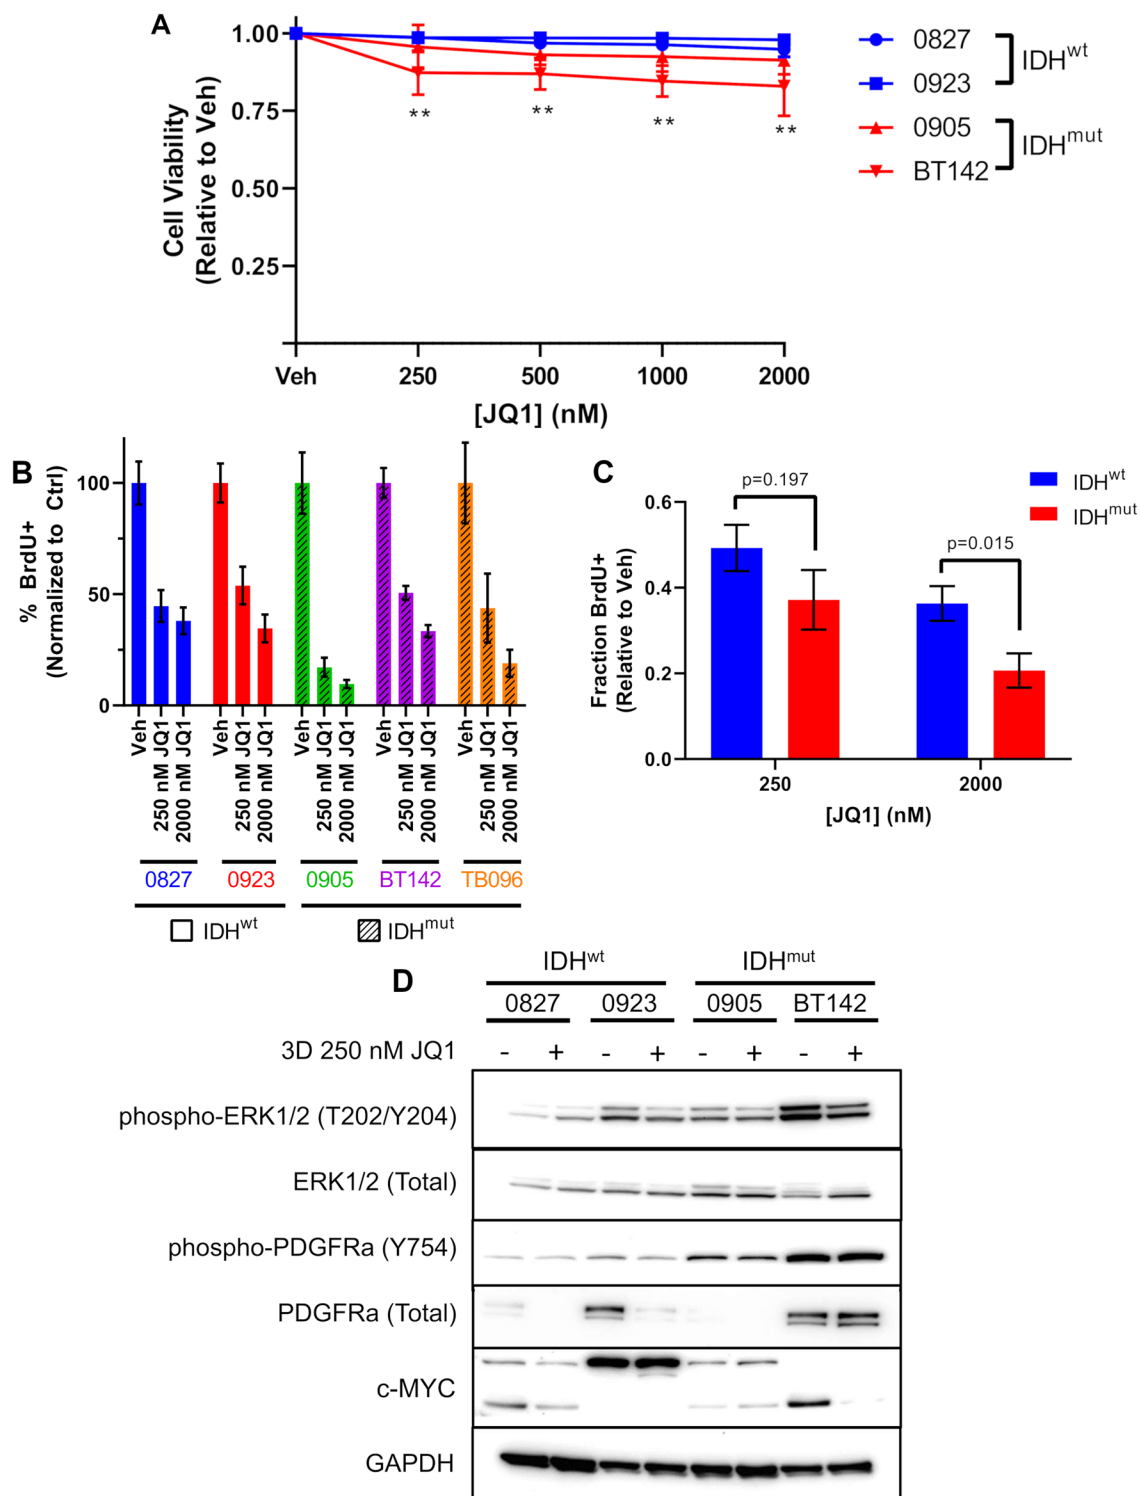 A
1.00
0.75
0.50
0.25
Cell Viability
(Relative to Veh)
Veh 250 500 1000 2000
[JQ1] (nM)
** ** ** **
0827
0923
IDHwt
0905
BT142
IDHmut
B
% BrdU+
(Normalized to Ctrl)
100
50
0
Veh
250 nM JQ1
2000 nM JQ1
Veh
250 nM JQ1
2000 nM JQ1
Veh
250 nM JQ1
2000 nM JQ1
Veh
250 nM JQ1
2000 nM JQ1
Veh
250 nM JQ1
2000 nM JQ1
0827 0923 0905 BT142 TB096
IDHwt IDHmut
C
p=0.197
p=0.015
IDHwt
IDHmut
0.6
0.4
0.2
0.0
Fraction BrdU+
(Relative to Veh)
250 2000
[JQ1] (nM)
D
IDHwt IDHmut
0827 0923 0905 BT142
3D 250 nM JQ1 - + - + - + - +
phospho-ERK1/2 (T202/Y204)
ERK1/2 (Total)
phospho-PDGFRa (Y754)
PDGFRa (Total)
c-MYC
GAPDH